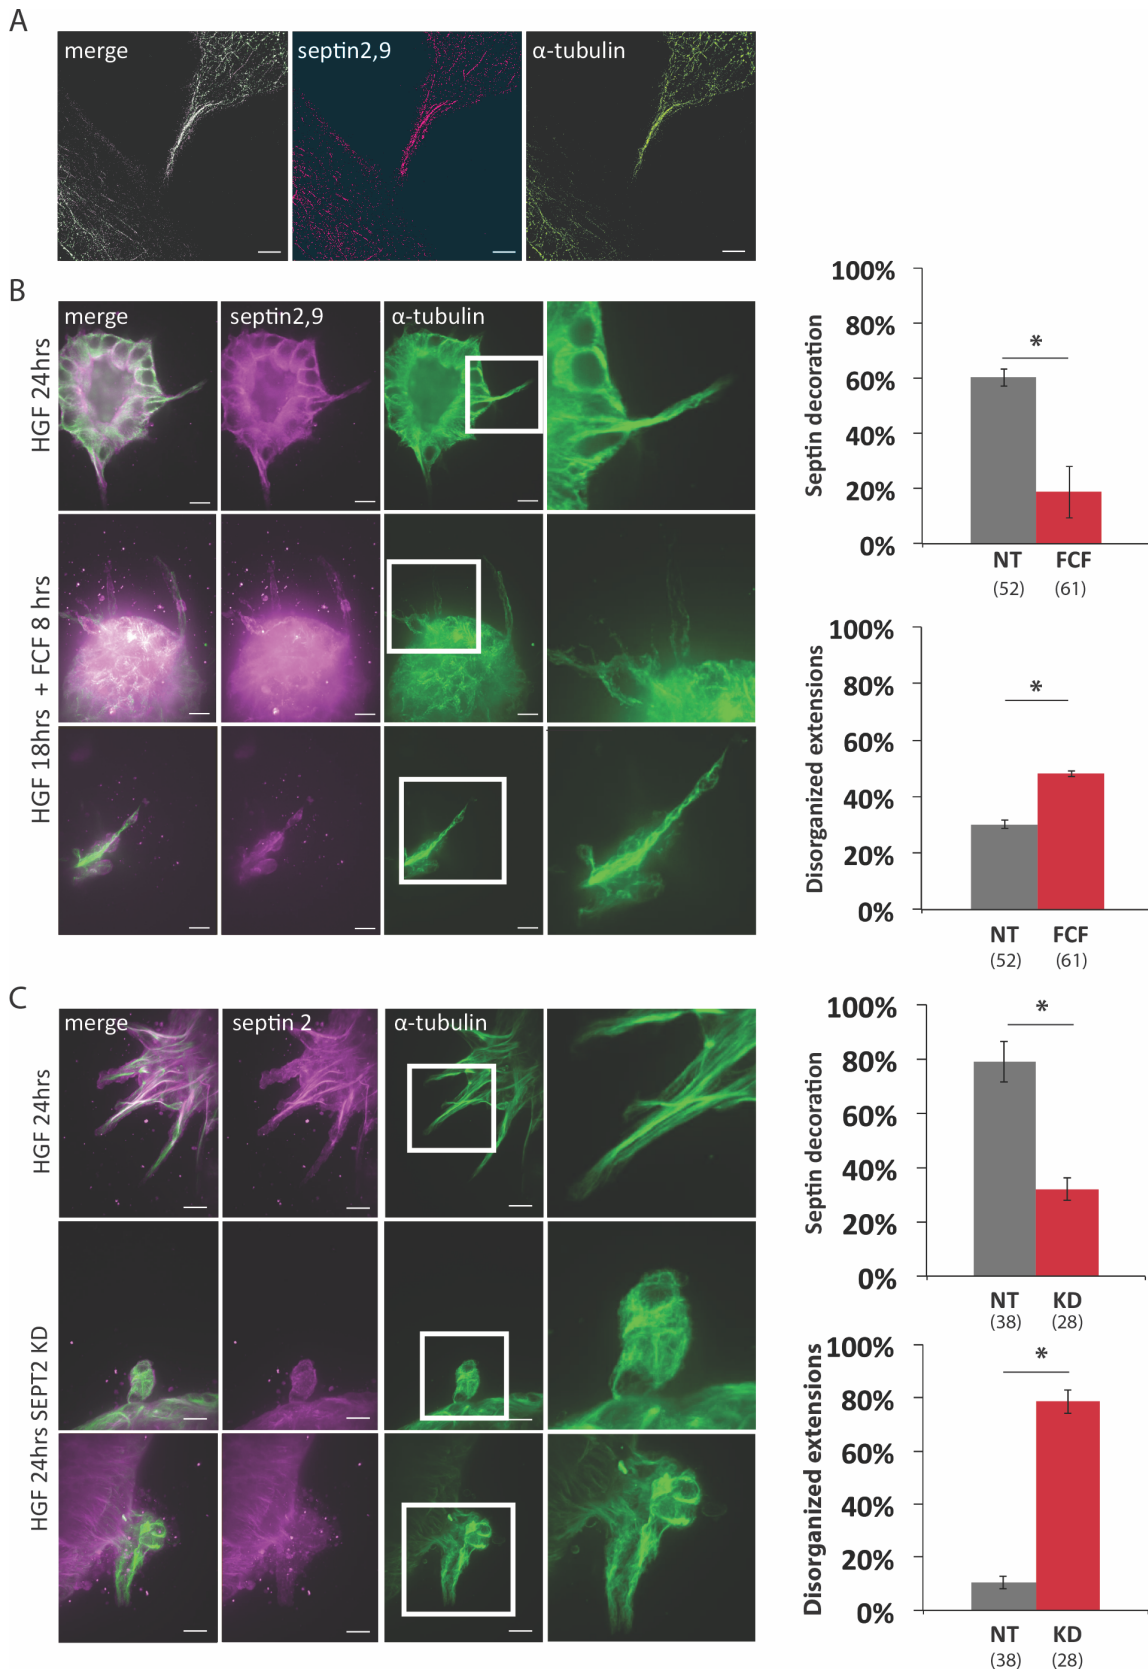 A
merge
septin2,9
α-tubulin
B
merge
septin2,9
α-tubulin
HGF 24hrs
HGF 18hrs + FCF 8 hrs
100%
80%
60%
40%
20%
0%
Septin decoration
*
NT
FCF
(52)
(61)
100%
80%
60%
40%
20%
0%
Disorganized extensions
*
NT
FCF
(52)
(61)
C
merge
septin 2
α-tubulin
HGF 24hrs
HGF 24hrs SEPT2 KD
100%
80%
60%
40%
20%
0%
Septin decoration
*
NT
KD
(38)
(28)
100%
80%
60%
40%
20%
0%
Disorganized extensions
*
NT
KD
(38)
(28)